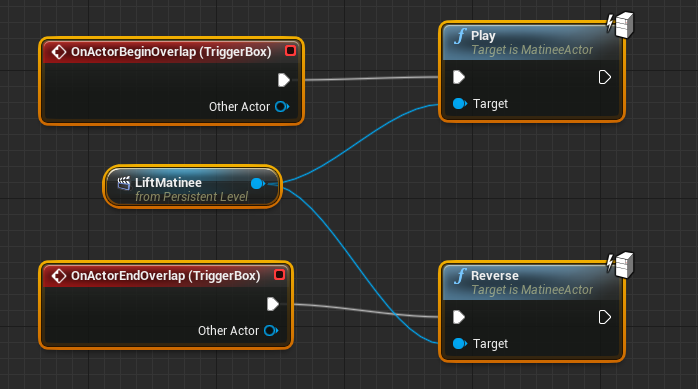 OnActorBeginOverlap (TriggerBox)
Other Actor
Play
Target is MatineeActor
Target
LiftMatinee
from Persistent Level
OnActorEndOverlap (TriggerBox)
Other Actor
Reverse
Target is MatineeActor
Target